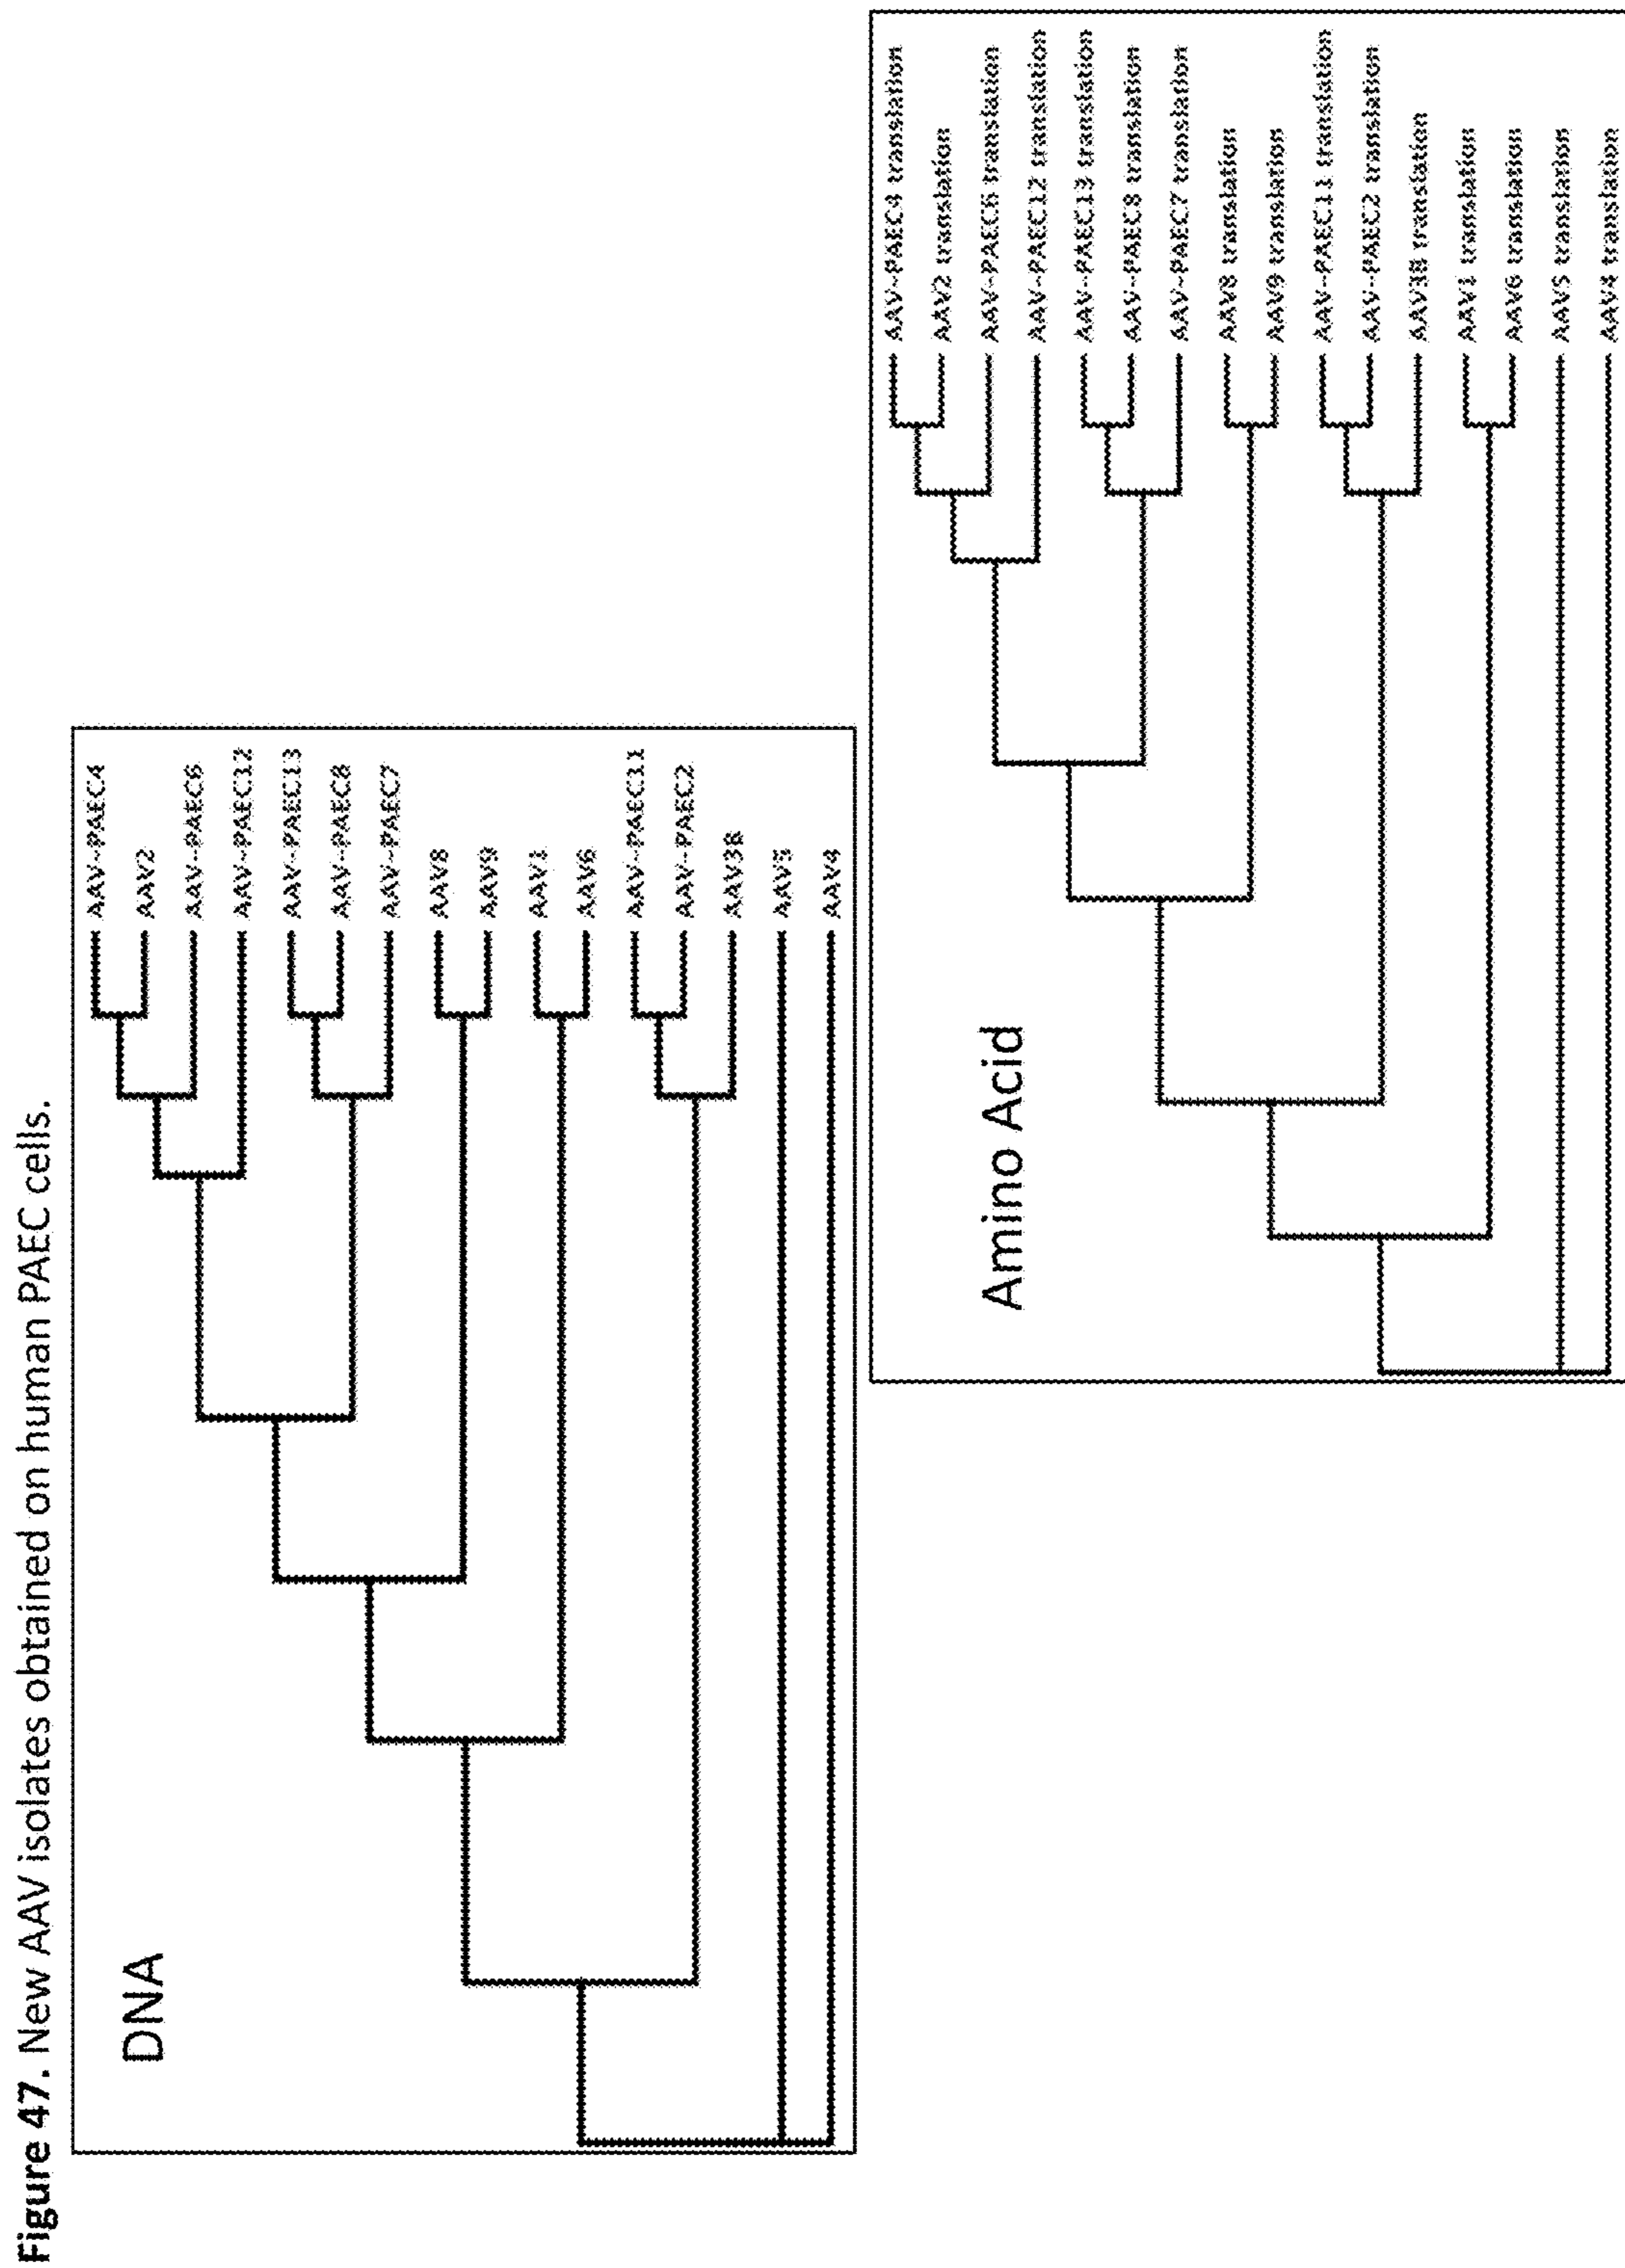 Figure 47. New AAV isolates obtained on human PAEC cells.
DNA
AAV-PAEC4
AAV2
AAV-PAEC6
AAV-PAEC12
AAV-PAEC13
AAV-PAEC8
AAV-PAEC7
AAV8
AAV9
AAV1
AAV6
AAV-PAEC11
AAV-PAEC2
AAV3B
AAV5
AAV4
Amino Acid
AAV-PAEC4 translation
AAV2 translation
AAV-PAEC6 translation
AAV-PAEC12 translation
AAV-PAEC13 translation
AAV-PAEC8 translation
AAV-PAEC7 translation
AAV8 translation
AAV9 translation
AAV-PAEC11 translation
AAV-PAEC2 translation
AAV3B translation
AAV1 translation
AAV6 translation
AAV5 translation
AAV4 translation